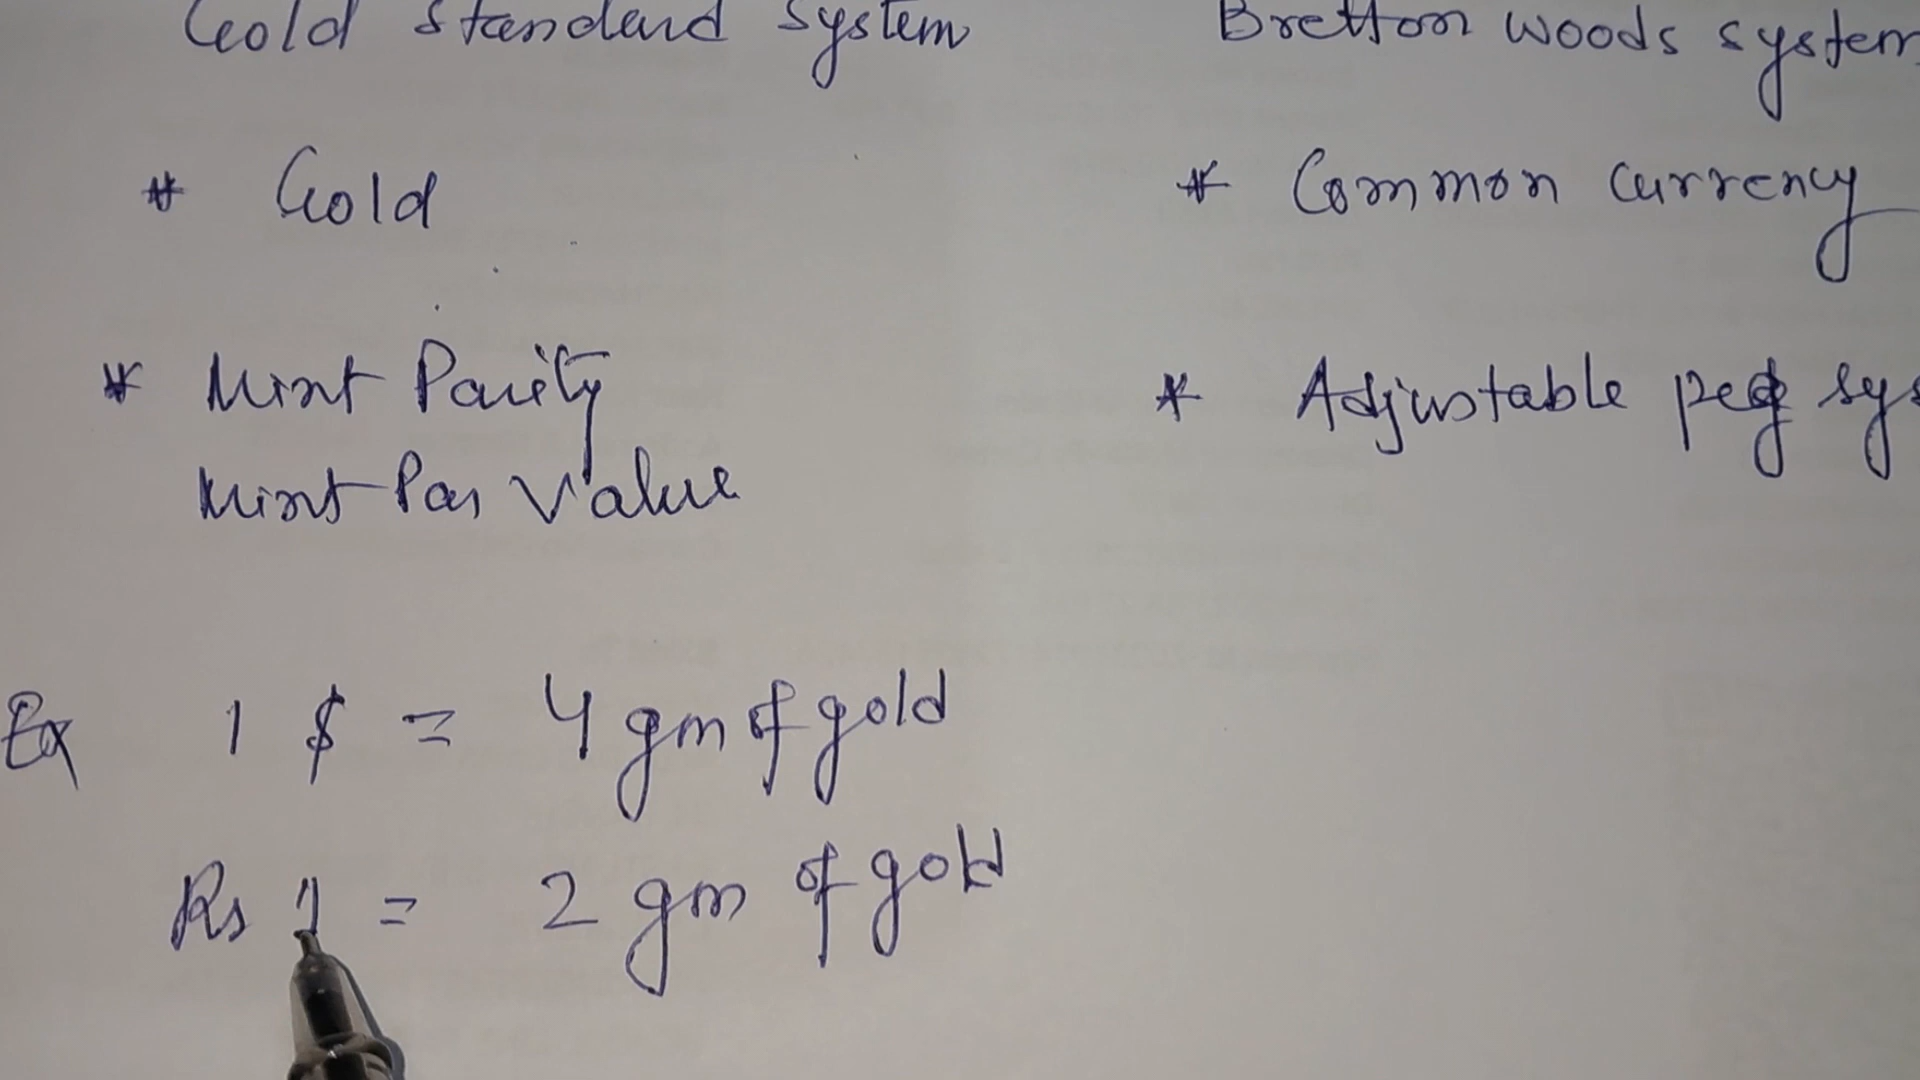 Gold standard system
Bretton woods system
* Gold
* Common currency
* Mint Parity
Mint Par Value
* Adjustable peg sys
Ex 1 $ = 4 gm of gold
Rs 1 = 2 gm of gold